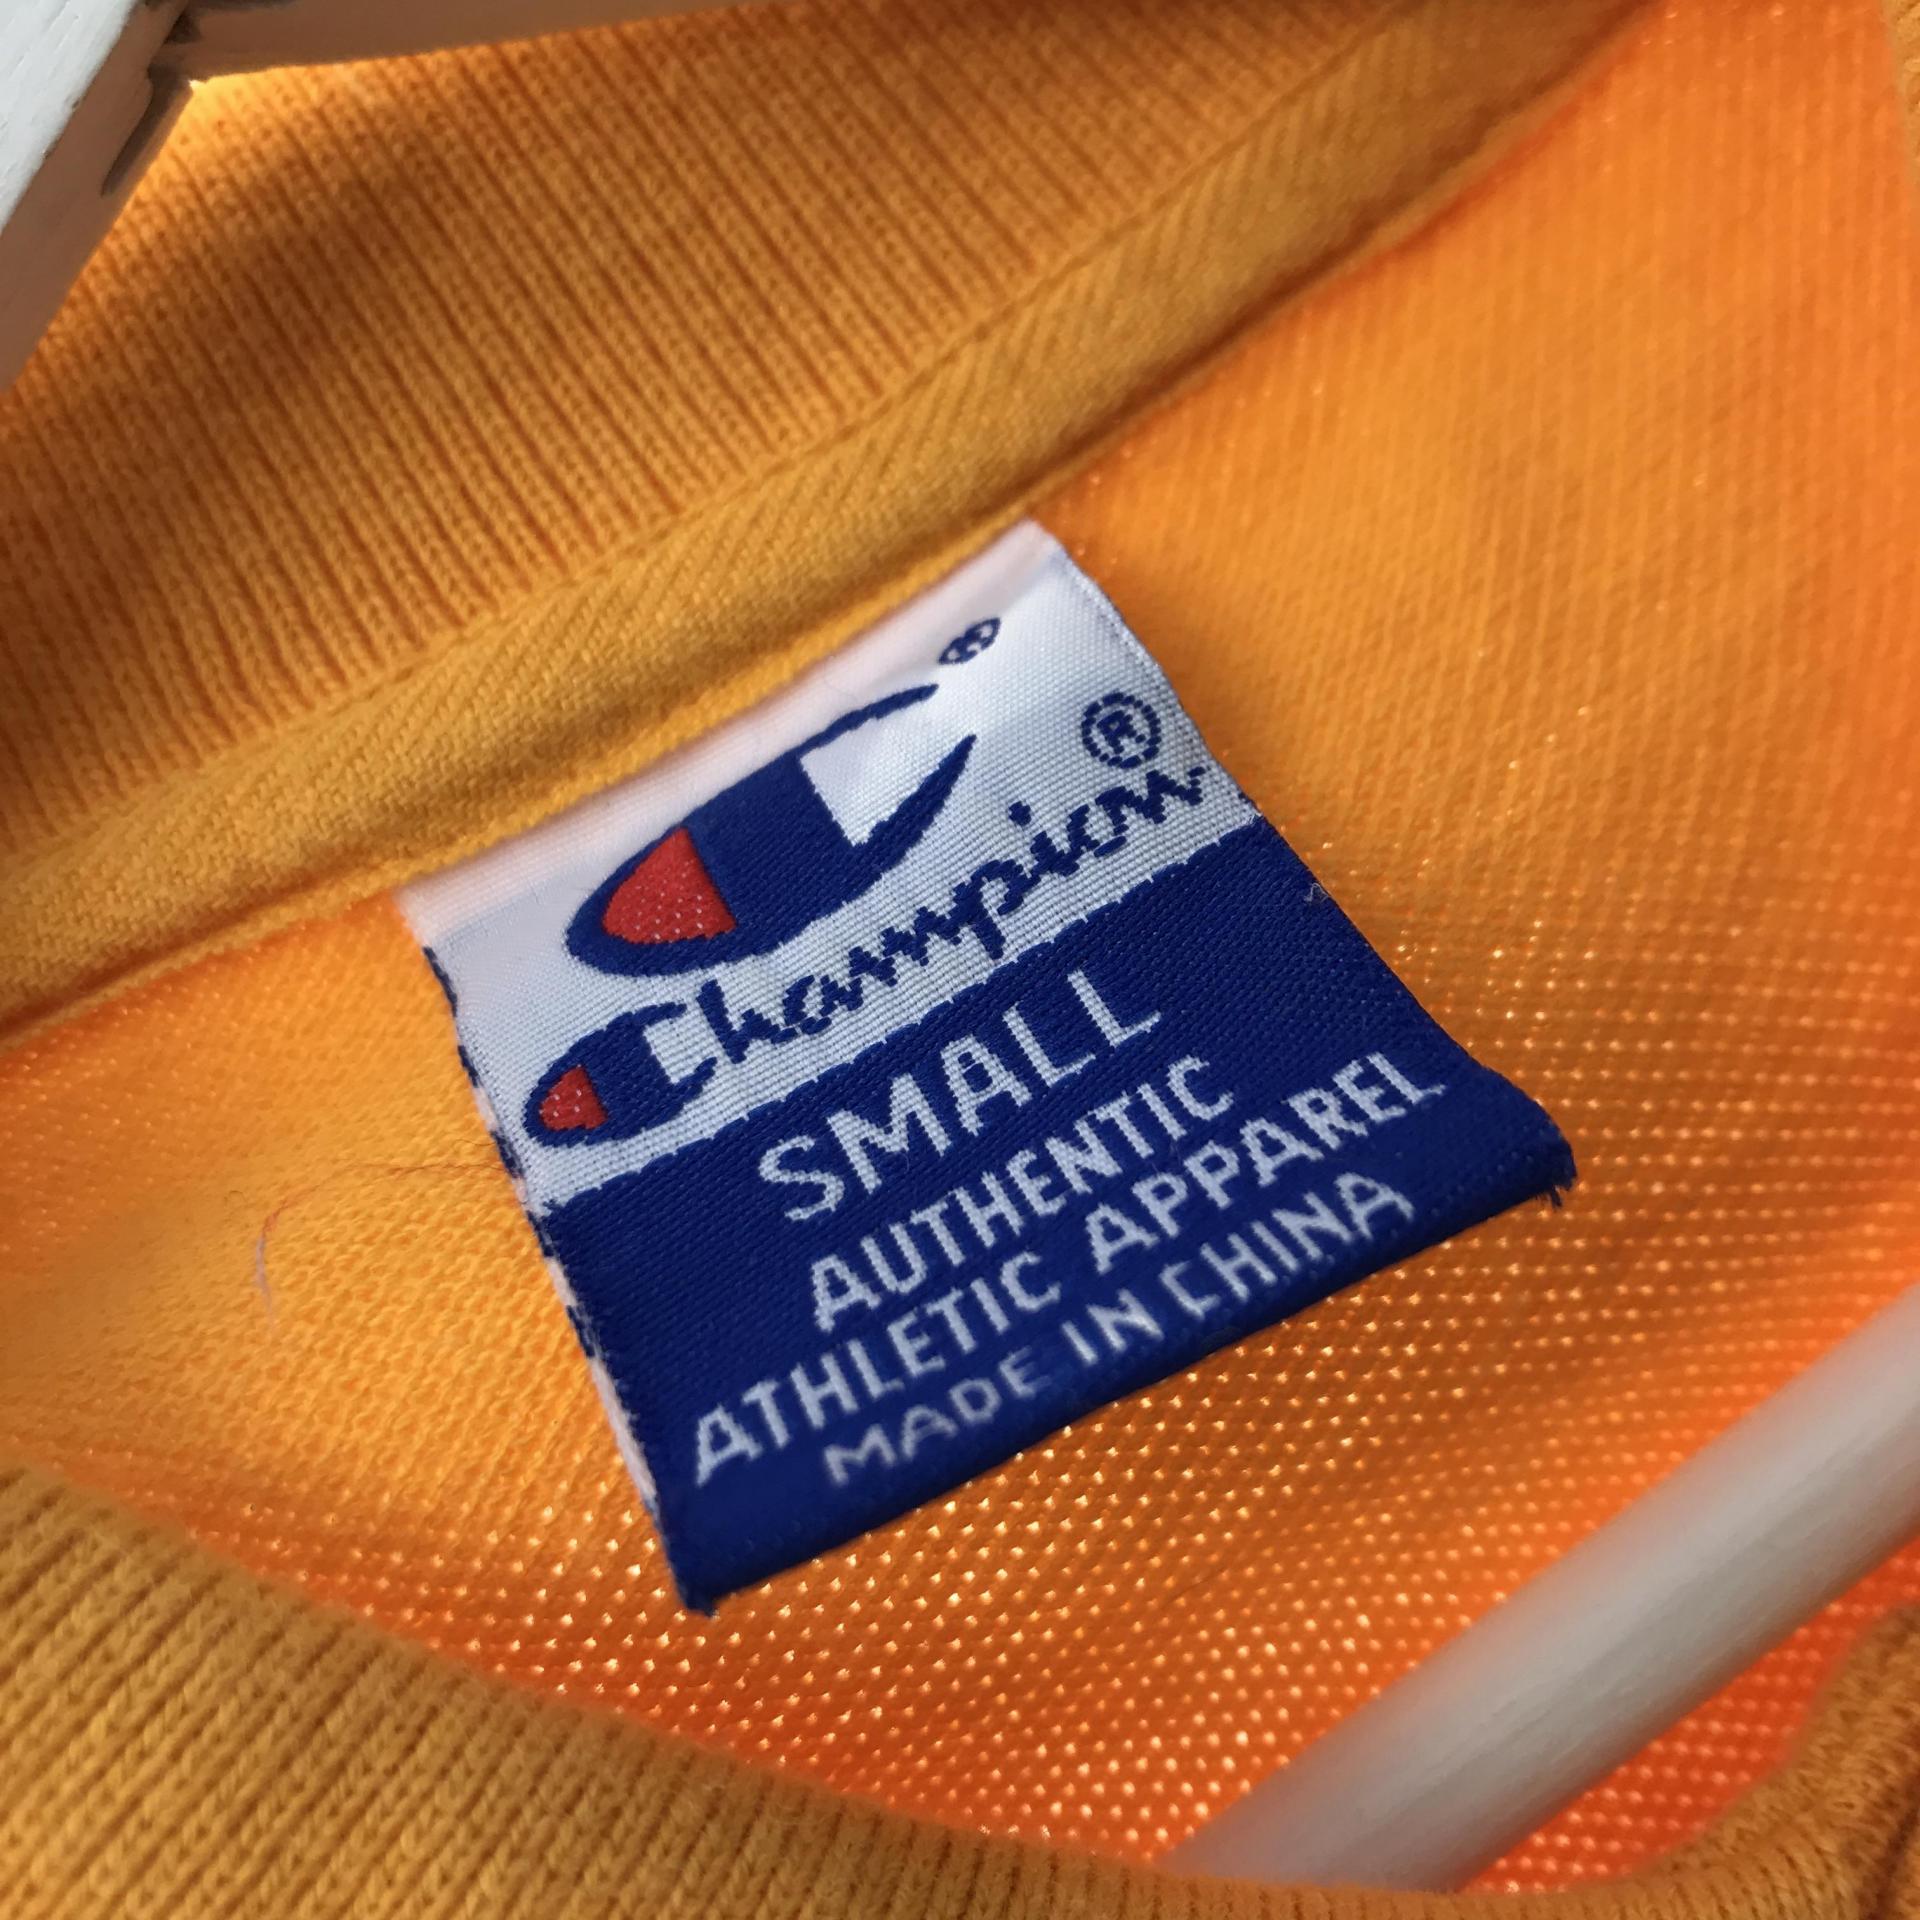 Champion®
SMALL
AUTHENTIC
ATHLETIC APPAREL
MADE IN CHINA